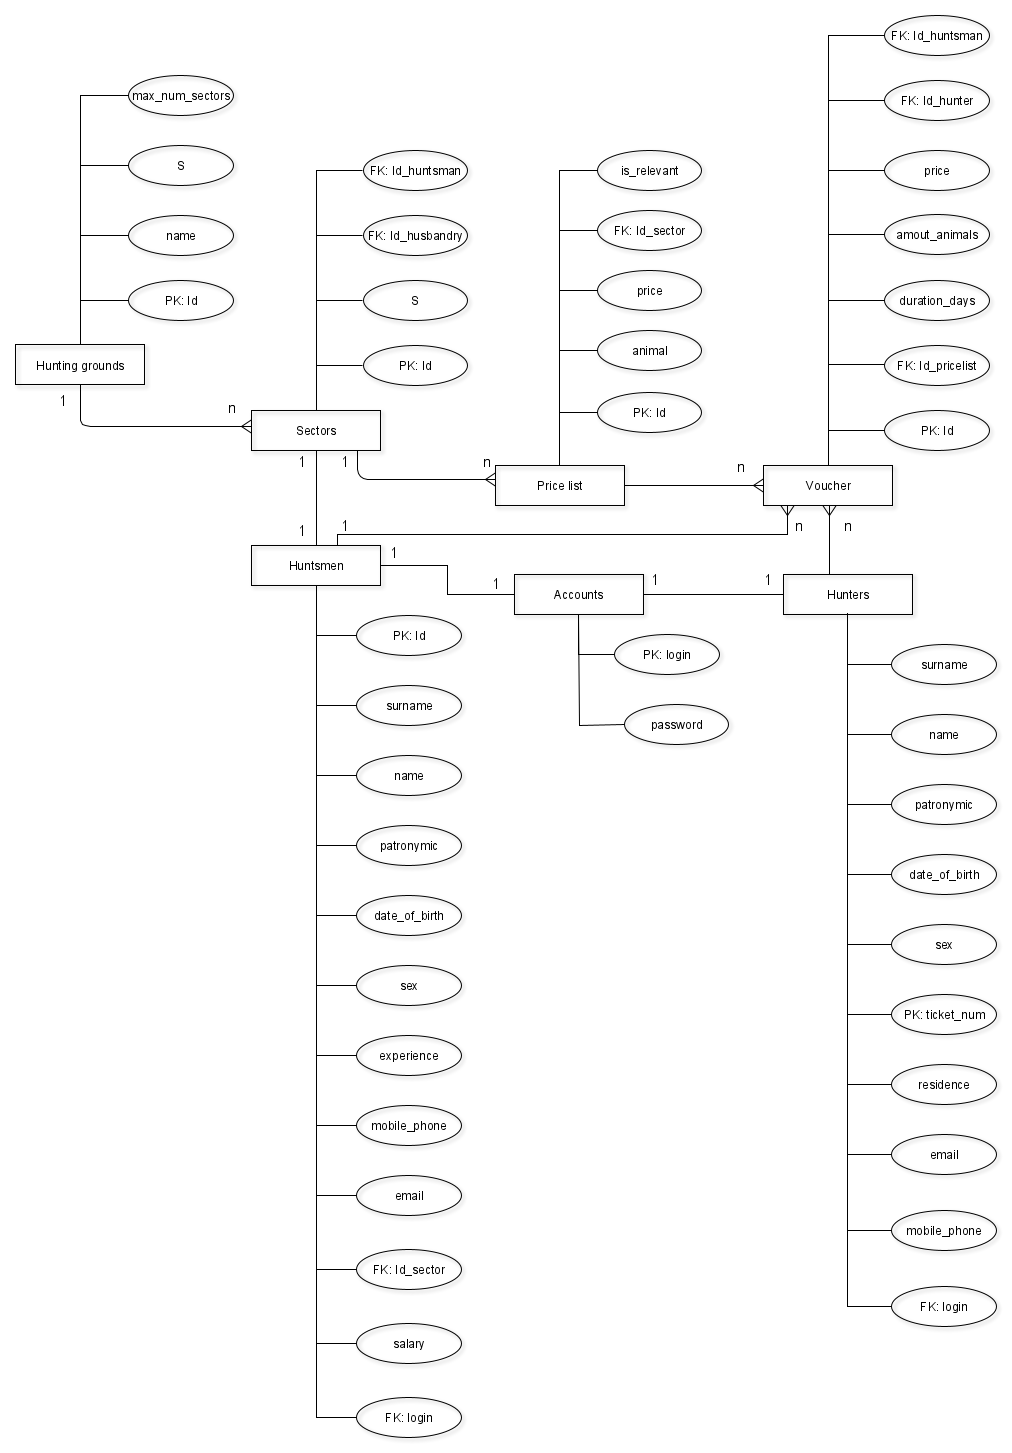 FK: Id_huntsman
max_num_sectors
FK: Id_hunter
S
FK: Id_huntsman
is_relevant
price
name
FK: Id_husbandry
FK: Id_sector
amout_animals
PK: Id
S
price
duration_days
Hunting grounds
PK: Id
animal
FK: Id_pricelist
1
n
PK: Id
PK: Id
Sectors
1
1
n
n
Price list
Voucher
1
1
n
n
Huntsmen
1
1
Accounts
1
1
Hunters
PK: Id
PK: login
surname
surname
password
name
name
patronymic
patronymic
date_of_birth
date_of_birth
sex
sex
PK: ticket_num
experience
residence
mobile_phone
email
email
mobile_phone
FK: Id_sector
FK: login
salary
FK: login